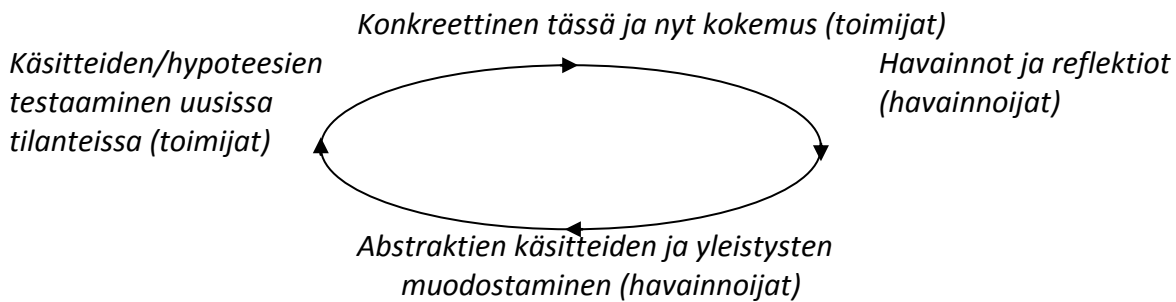 Konkreettinen tässä ja nyt kokemus (toimijat)
Käsitteiden/hypoteesien
testaaminen uusissa
tilanteissa (toimijat)
Havainnot ja reflektiot
(havainnoijat)
Abstraktien käsitteiden ja yleistysten
muodostaminen (havainnoijat)